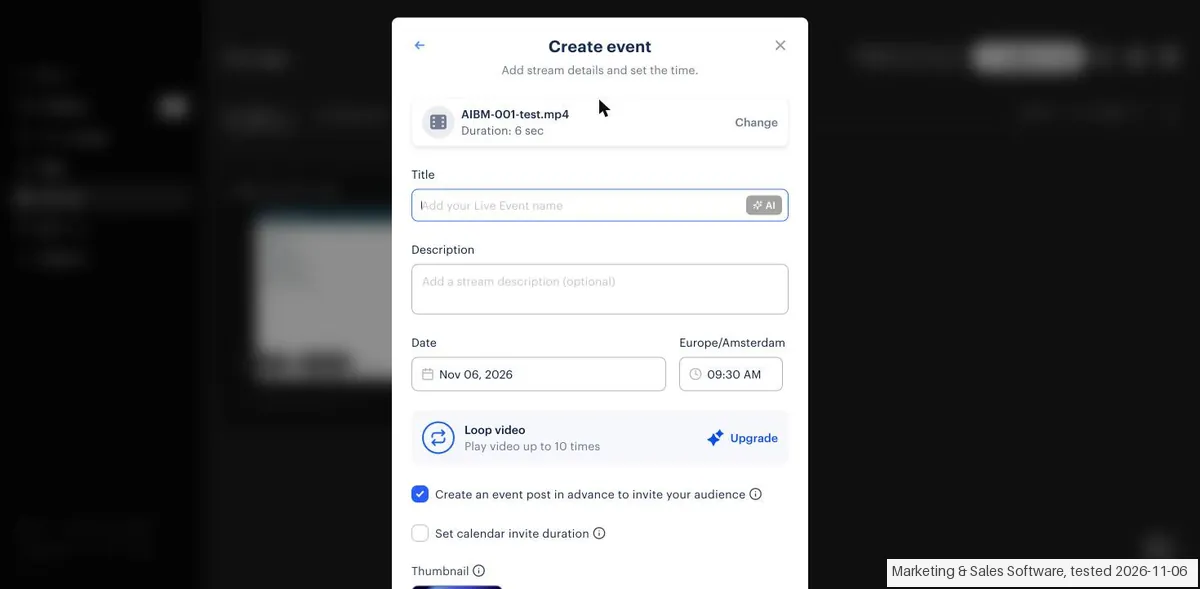 Create event
Add stream details and set the time.
AIBM-001-test.mp4
Duration: 6 sec
Change
Title
Add your Live Event name
AI
Description
Add a stream description (optional)
Date
Europe/Amsterdam
Nov 06, 2026
09:30 AM
Loop video
Play video up to 10 times
Upgrade
Create an event post in advance to invite your audience
Set calendar invite duration
Thumbnail
Marketing & Sales Software, tested 2026-11-06